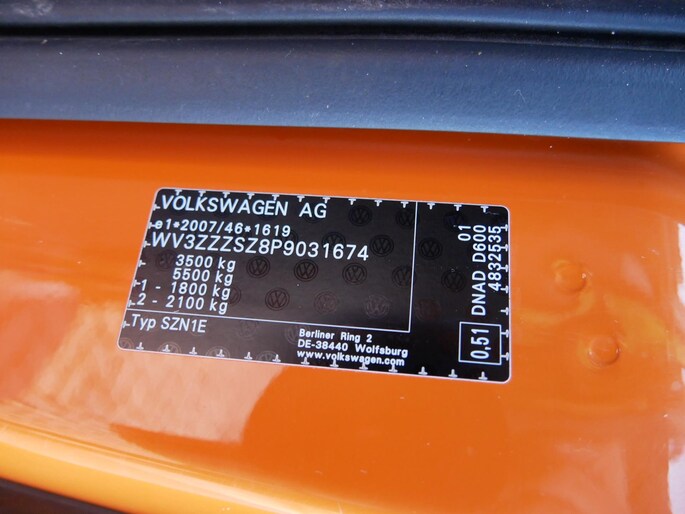 VOLKSWAGEN AG
e1*2007/46*1619
WV3ZZZSZ8P9031674
3500 kg
5500 kg
1 - 1800 kg
2 - 2100 kg
Typ SZN1E
Berliner Ring 2
DE-38440 Wolfsburg
www.volkswagen.com
0,51
DNAD D600 01
4832535